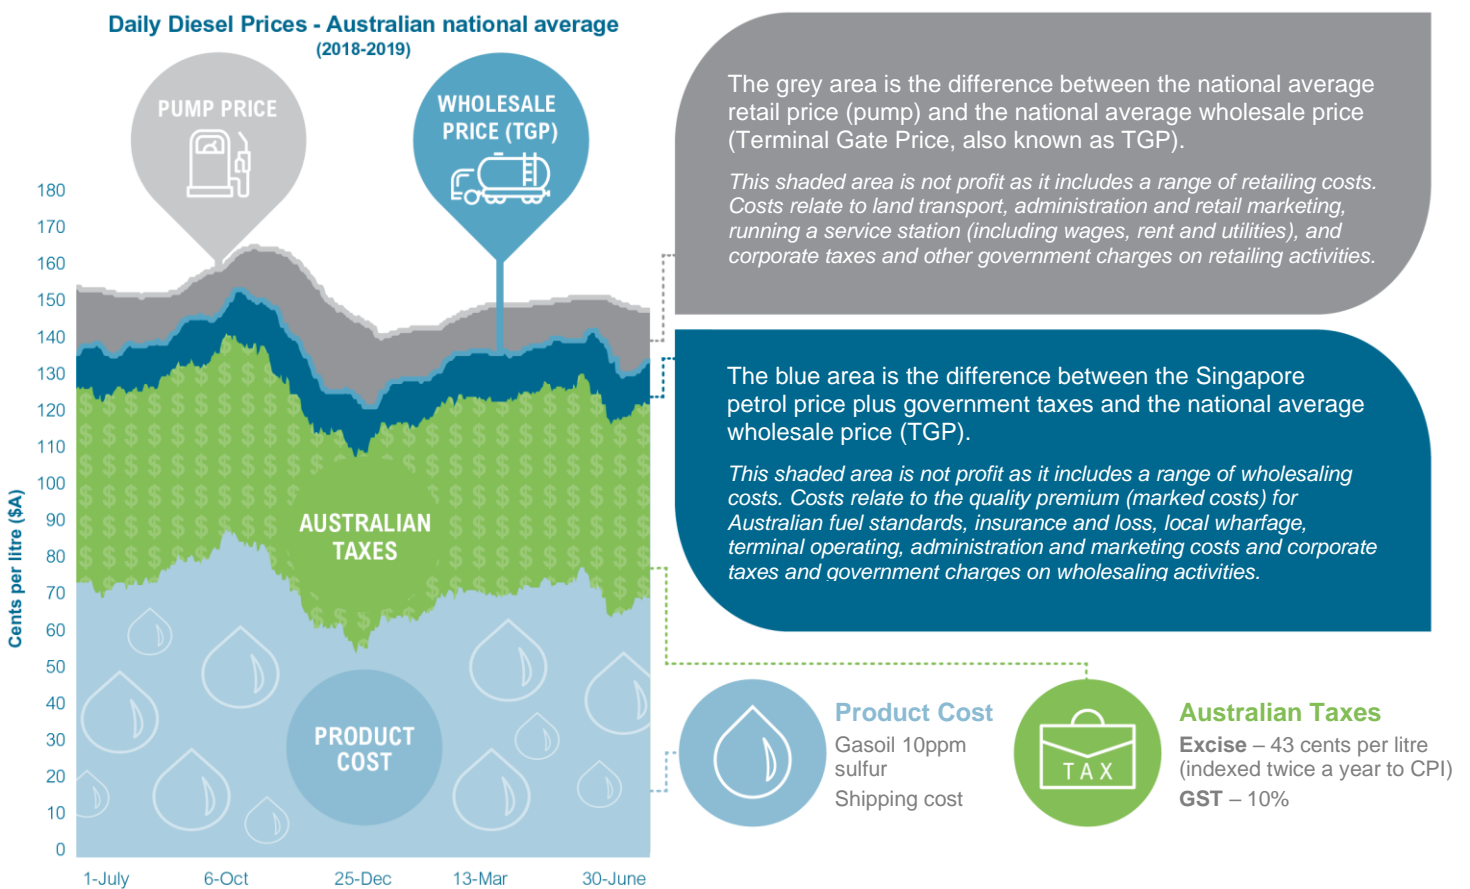 Daily Diesel Prices - Australian national average
(2018-2019)
PUMP PRICE
WHOLESALE
PRICE (TGP)
Cents per litre ($A)
180
170
160
150
140
130
120
110
100
90
80
70
60
50
40
30
20
10
0
1-July
6-Oct
25-Dec
13-Mar
30-June
AUSTRALIAN
TAXES
PRODUCT
COST
The grey area is the difference between the national average
retail price (pump) and the national average wholesale price
(Terminal Gate Price, also known as TGP).
This shaded area is not profit as it includes a range of retailing costs.
Costs relate to land transport, administration and retail marketing,
running a service station (including wages, rent and utilities), and
corporate taxes and other government charges on retailing activities.
The blue area is the difference between the Singapore
petrol price plus government taxes and the national average
wholesale price (TGP).
This shaded area is not profit as it includes a range of wholesaling
costs. Costs relate to the quality premium (marked costs) for
Australian fuel standards, insurance and loss, local wharfage,
terminal operating, administration and marketing costs and corporate
taxes and government charges on wholesaling activities.
Product Cost
Gasoil 10ppm
sulfur
Shipping cost
TAX
Australian Taxes
Excise – 43 cents per litre
(indexed twice a year to CPI)
GST – 10%